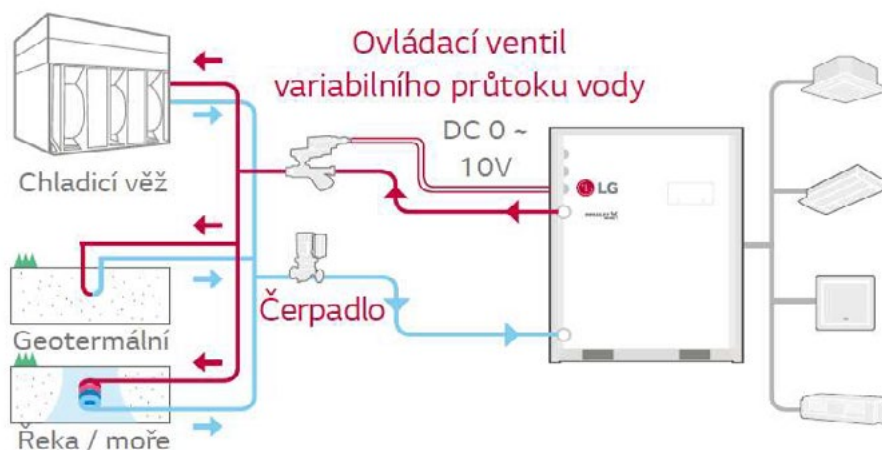 Ovládací ventil
variabilního průtoku vody
DC 0 ~
10V
Chladicí věž
LG
Geotermální
Čerpadlo
Řeka / moře